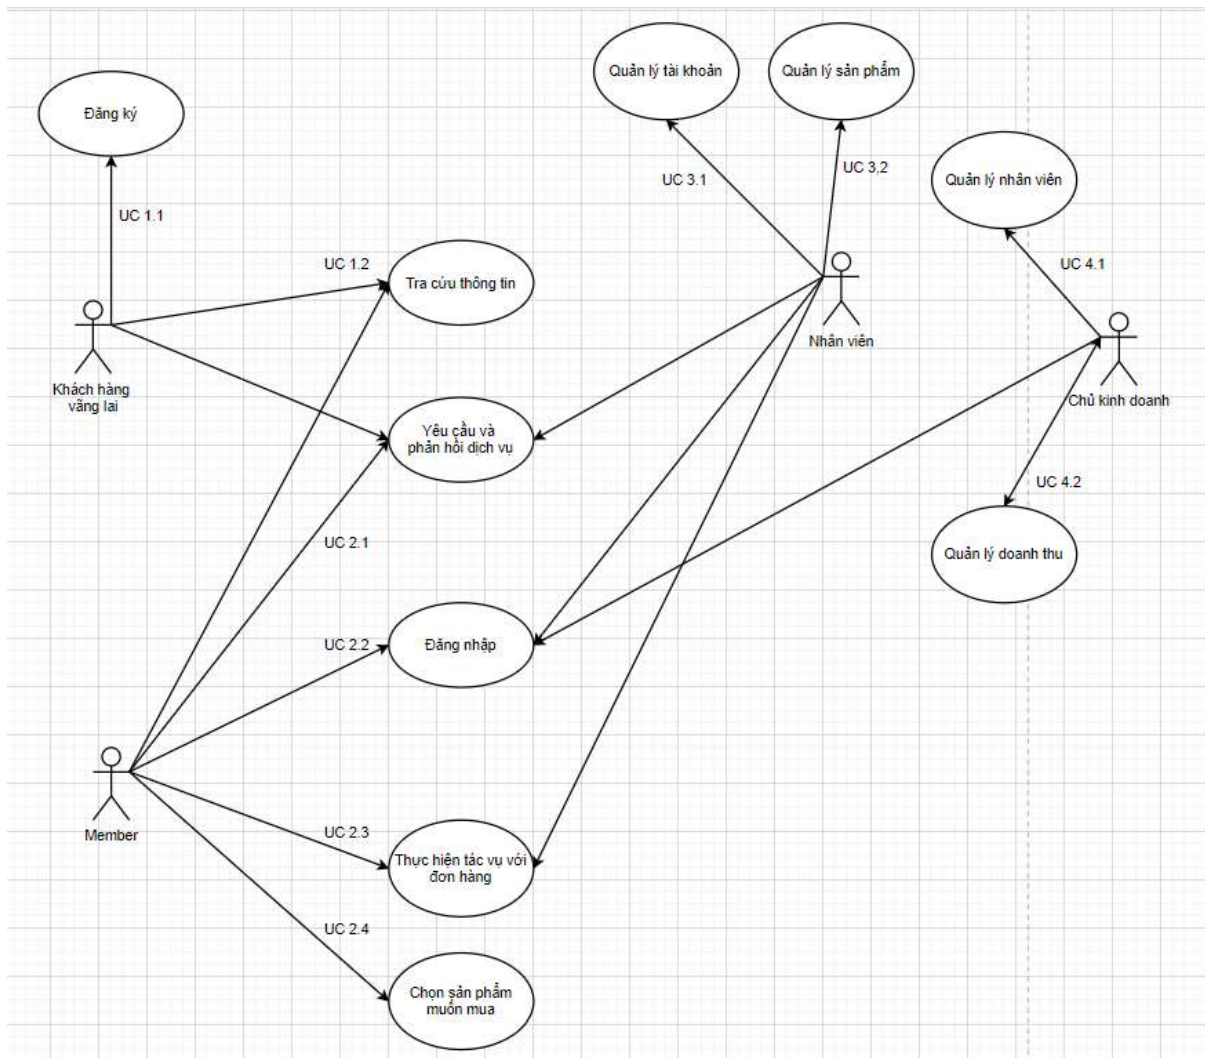 Quản lý tài khoản
Quản lý sản phẩm
Đăng ký
UC 3.1
UC 3,2
Quản lý nhân viên
UC 1.1
UC 1.2
Tra cứu thông tin
UC 4.1
Nhân viên
Khách hàng
vãng lai
Chủ kinh doanh
Yêu cầu và
phản hồi dịch vụ
UC 4.2
UC 2.1
Quản lý doanh thu
UC 2.2
Đăng nhập
Member
UC 2.3
Thực hiện tác vụ với
đơn hàng
UC 2.4
Chọn sản phẩm
muốn mua